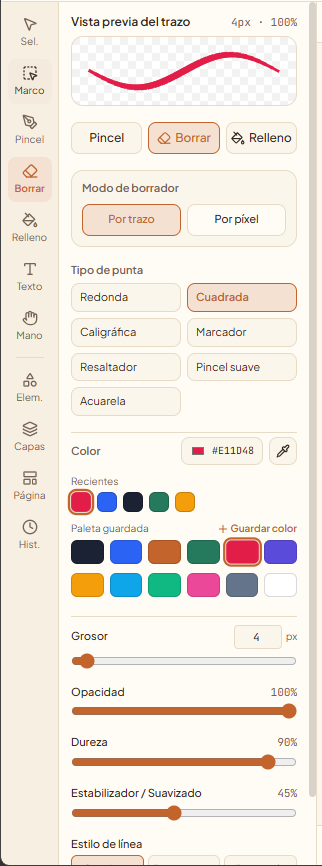 Sel.
Marco
Pincel
Borrar
Relleno
Texto
Mano
Elem.
Capas
Página
Hist.
Vista previa del trazo 4px · 100%
Pincel Borrar Relleno
Modo de borrador
Por trazo Por píxel
Tipo de punta
Redonda Cuadrada
Caligráfica Marcador
Resaltador Pincel suave
Acuarela
Color #E11D48
Recientes
Paleta guardada + Guardar color
Grosor 4 px
Opacidad 100%
Dureza 90%
Estabilizador / Suavizado 45%
Estilo de línea